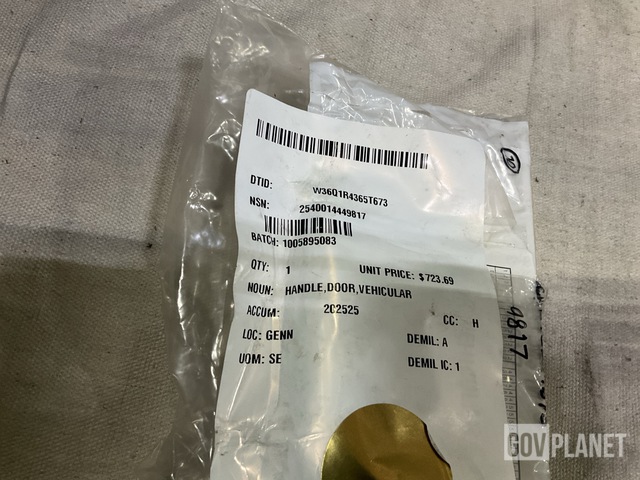 DTID: W36Q1R4365T673
NSN: 2540014449817
BATCH: 1005895083
QTY: 1 UNIT PRICE: $723.69
NOUN: HANDLE,DOOR,VEHICULAR
ACCUM: 2C2525 CC: H
LOC: GENN DEMIL: A
UOM: SE DEMIL IC: 1
9817
GOVPLANET